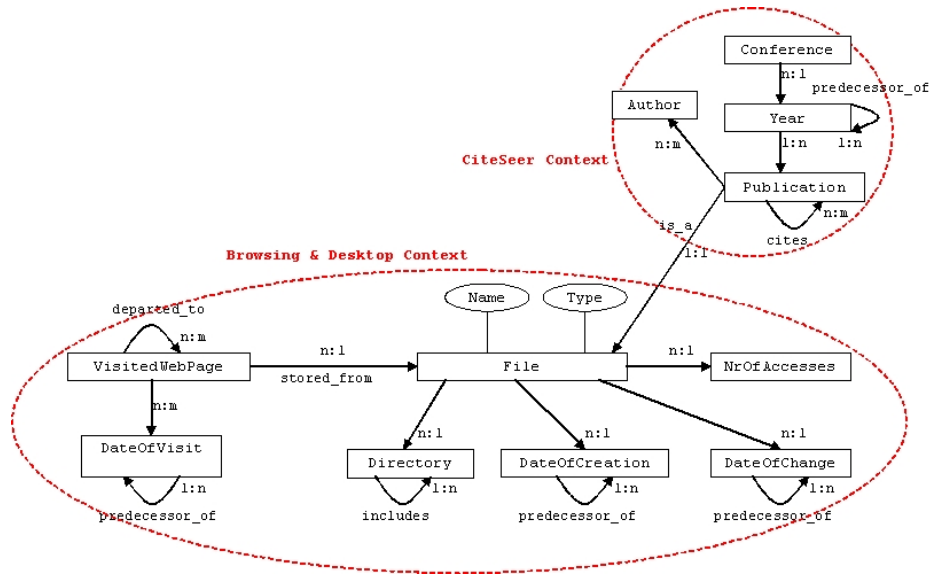 Conference
n:1
predecessor_of
Author
Year
n:m
1:n
1:n
CiteSeer Context
Publication
n:m
cites
is_a
1:1
Browsing & Desktop Context
Name
Type
departed_to
n:m
n:1
n:1
VisitedWebPage
File
NrOfAccesses
stored_from
n:m
n:1
n:1
n:1
DateOfVisit
Directory
DateOfCreation
DateOfChange
1:n
1:n
1:n
1:n
predecessor_of
includes
predecessor_of
predecessor_of